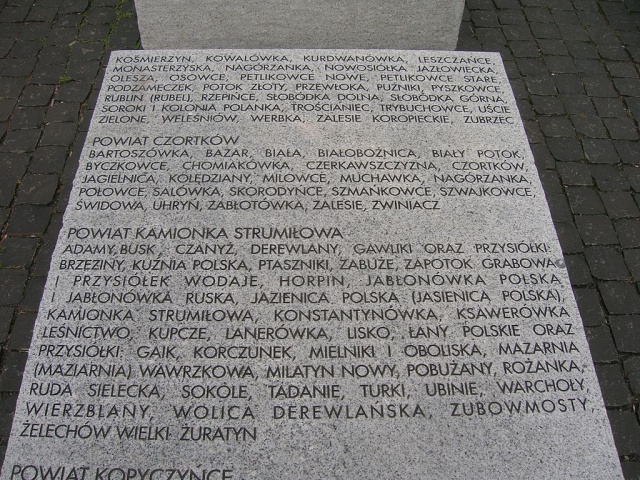 KOŚMIERZYN, KOWALÓWKA, KURDWANÓWKA, LESZCZAŃCE,
MONASTERZYSKA, NAGÓRZANKA, NOWOSIÓŁKA JAZŁOWIECKA,
OLESZA, OSOWCE, PETLIKOWCE NOWE, PETLIKOWCE STARE,
PODZAMECZEK, POTOK ZŁOTY, PRZEWŁOKA, PUŹNIKI, PYSZKOWCE,
RUBLIN (RUBEL), RZEPIŃCE, SŁOBÓDKA DOLNA, SŁOBÓDKA GÓRNA,
SOROKI I KOLONIA POLANKA, TROŚCIANIEC, TRYBUCHOWCE, UŚCIE
ZIELONE, WELEŚNIÓW, WERBKA, ZALESIE KOROPIECKIE, ZUBRZEC
POWIAT CZORTKÓW
BARTOSZÓWKA, BAZAR, BIAŁA, BIAŁOBOŻNICA, BIAŁY POTOK,
BYCZKOWCE, CHOMIAKÓWKA, CZERKAWSZCZYZNA, CZORTKÓW,
JAGIELNICA, KOŁĘDZIANY, MILOWCE, MUCHAWKA, NAGÓRZANKA,
POŁOWCE, SALÓWKA, SKORODYŃCE, SZMAŃKOWCE, SZWAJKOWCE,
ŚWIDOWA, UHRYŃ, ZABŁOTÓWKA, ZALESIE, ZWINIACZ
POWIAT KAMIONKA STRUMIŁOWA
ADAMY, BUSK, CZANYŻ, DEREWLANY, GAWLIKI ORAZ PRZYSIÓŁKI:
BRZEZINY, KUŹNIA POLSKA, PTASZNIKI, ZABUŻE, ZAPOTOK GRABOWA
I PRZYSIÓŁEK WODAJE, HORPIN, JABŁONÓWKA POLSKA
I JABŁONÓWKA RUSKA, JAZIENICA POLSKA (JASIENICA POLSKA),
KAMIONKA STRUMIŁOWA, KONSTANTYNÓWKA, KSAWERÓWKA
LEŚNICTWO, KUPCZE, LANERÓWKA, LISKO, ŁANY POLSKIE ORAZ
PRZYSIÓŁKI: GAIK, KORCZUNEK, MIELNIKI I OBOLISKA, MAZARNIA
(MAZIARNIA) WAWRZKOWA, MILATYN NOWY, POBUŻANY, ROŻANKA,
RUDA SIELECKA, SOKÓLE, TADANIE, TURKI, UBINIE, WARCHOŁY,
WIERZBLANY, WOLICA DEREWLAŃSKA, ZUBOWMOSTY,
ŻELECHÓW WIELKI ŻURATYN
POWIAT KOPYCZYŃCE